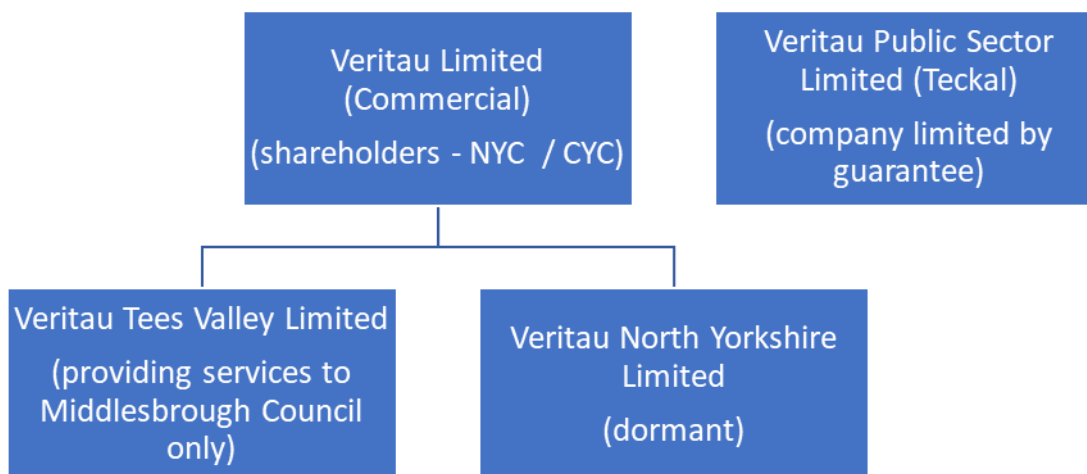 Veritau Limited
(Commercial)
(shareholders - NYC / CYC)
Veritau Public Sector
Limited (Teckal)
(company limited by
guarantee)
Veritau Tees Valley Limited
(providing services to
Middlesbrough Council
only)
Veritau North Yorkshire
Limited
(dormant)